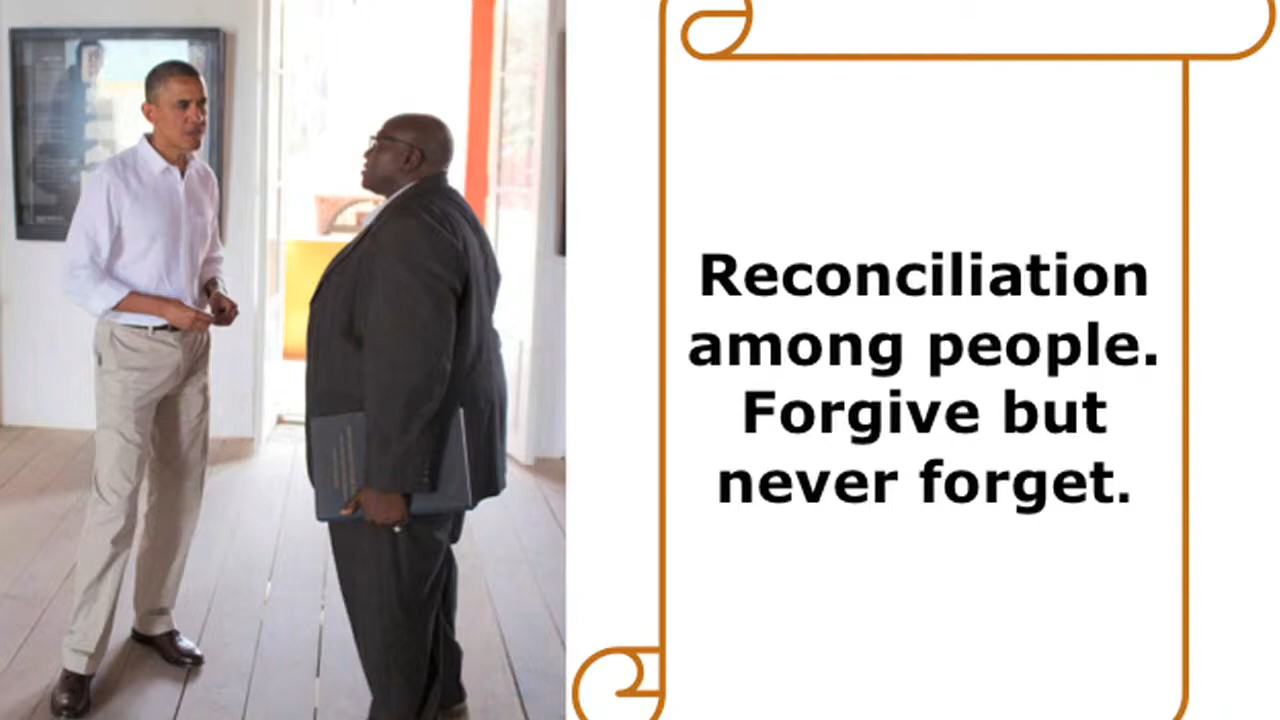 Reconciliation
among people.
Forgive but
never forget.